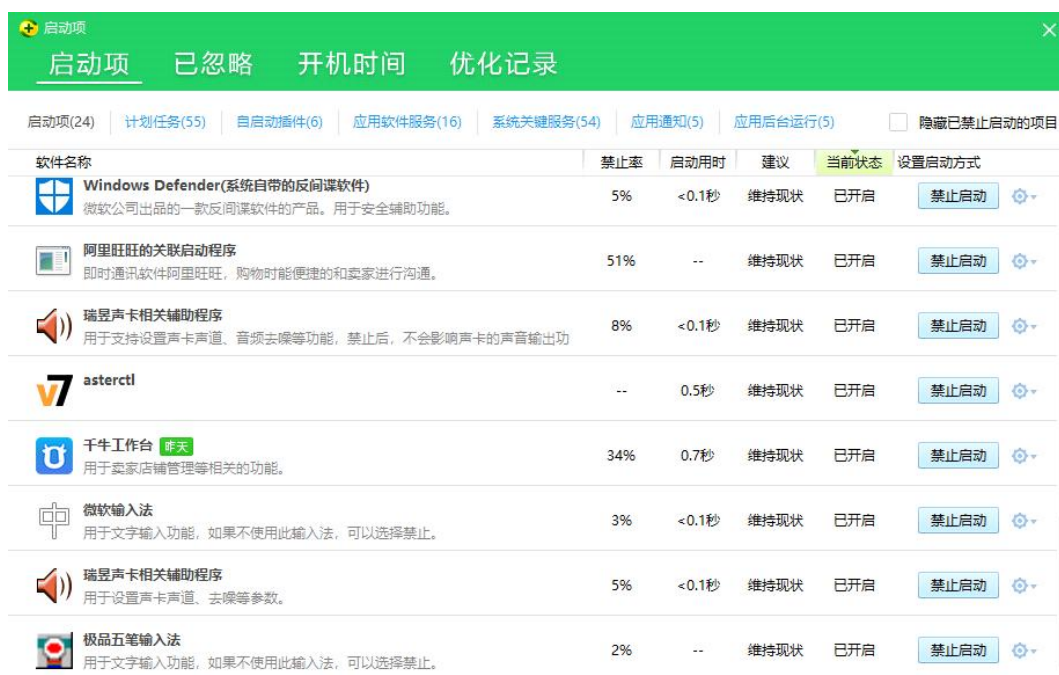 启动项
启动项 已忽略 开机时间 优化记录
启动项(24) 计划任务(55) 自启动插件(6) 应用软件服务(16) 系统关键服务(54) 应用通知(5) 应用后台运行(5) 隐藏已禁止启动的项目
软件名称 禁止率 启动用时 建议 当前状态 设置启动方式
Windows Defender(系统自带的反间谍软件)
微软公司出品的一款反间谍软件的产品。用于安全辅助功能。 5% <0.1秒 维持现状 已开启 禁止启动
阿里旺旺的关联启动程序
即时通讯软件阿里旺旺，购物时能便捷的和卖家进行沟通。 51% -- 维持现状 已开启 禁止启动
瑞昱声卡相关辅助程序
用于支持设置声卡声道、音频去噪等功能，禁止后，不会影响声卡的声音输出功 8% <0.1秒 维持现状 已开启 禁止启动
v7 asterctl -- 0.5秒 维持现状 已开启 禁止启动
千牛工作台 昨天
用于卖家店铺管理等相关的功能。 34% 0.7秒 维持现状 已开启 禁止启动
中 微软输入法
用于文字输入功能，如果不使用此输入法，可以选择禁止。 3% <0.1秒 维持现状 已开启 禁止启动
瑞昱声卡相关辅助程序
用于设置声卡声道、去噪等参数。 5% <0.1秒 维持现状 已开启 禁止启动
极品五笔输入法
用于文字输入功能，如果不使用此输入法，可以选择禁止。 2% -- 维持现状 已开启 禁止启动